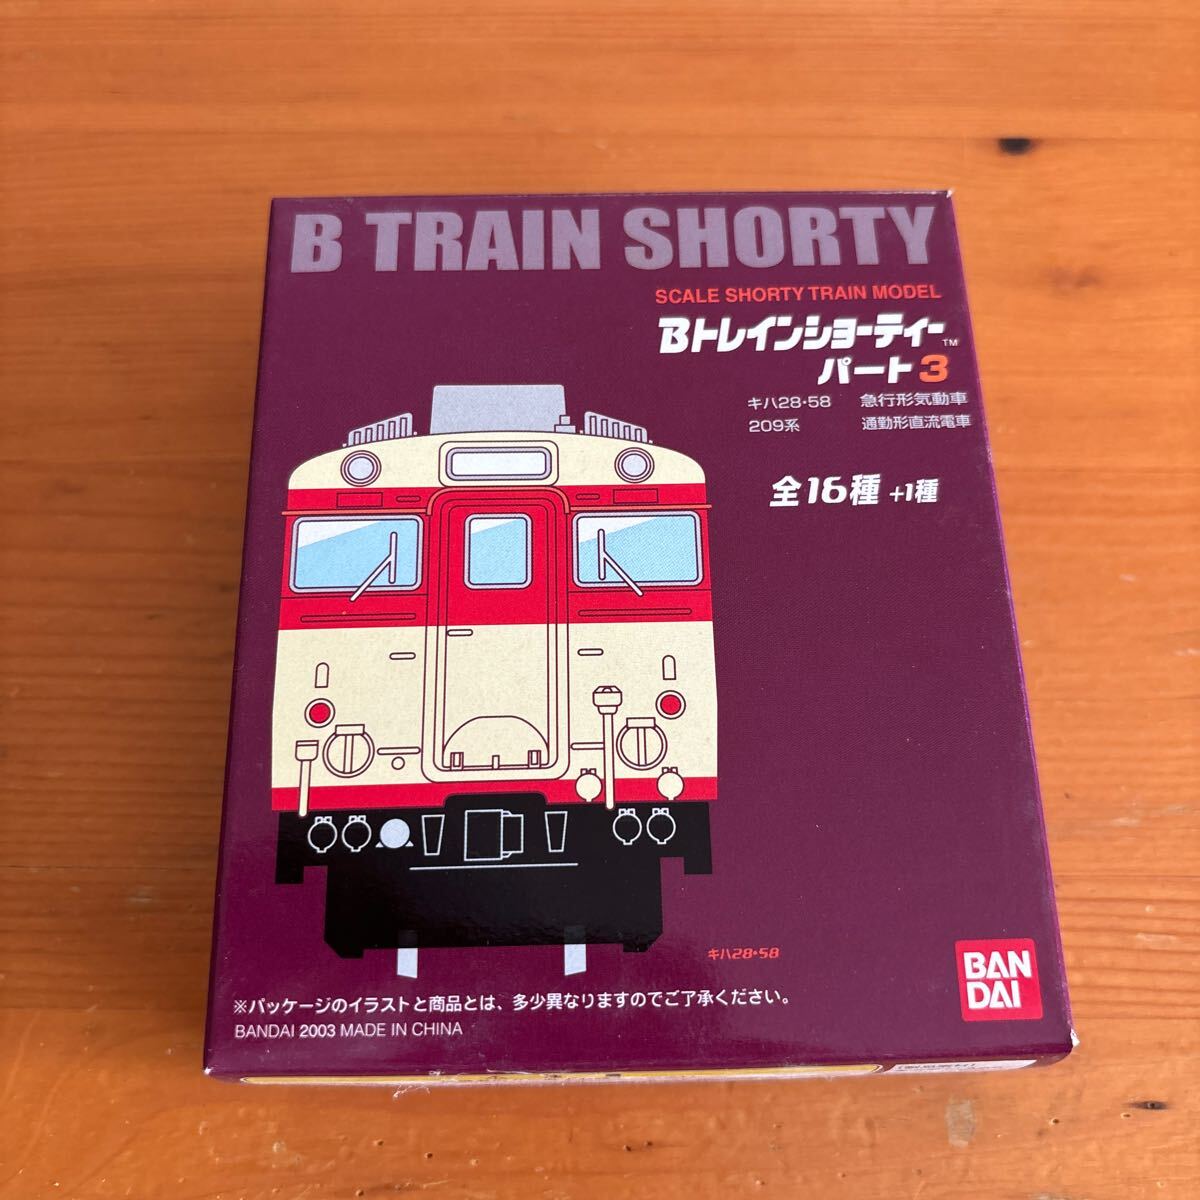 B TRAIN SHORTY
SCALE SHORTY TRAIN MODEL
Bトレインショーティー™
パート3
キハ28・58 急行形気動車
209系 通勤形直流電車
全16種 +1種
キハ28・58
※パッケージのイラストと商品とは、多少異なりますのでご了承ください。
BANDAI 2003 MADE IN CHINA
BAN
DAI